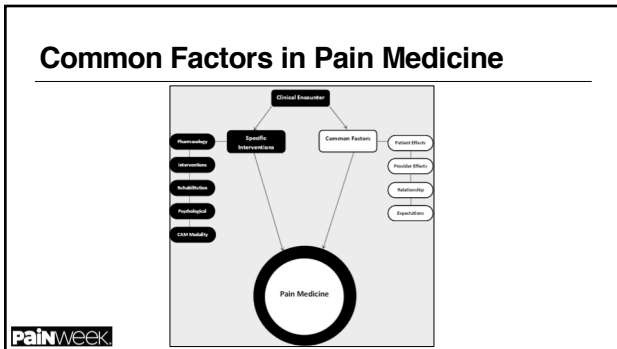 Common Factors in Pain Medicine
Clinical Encounter
Specific
Interventions
Common Factors
Pharmacology
Interventions
Rehabilitation
Psychological
CAM Modality
Patient Effects
Provider Effects
Relationship
Expectations
Pain Medicine
PaiNWeek.